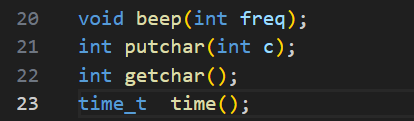 20 void beep(int freq);
21 int putchar(int c);
22 int getchar();
23 time_t  time();